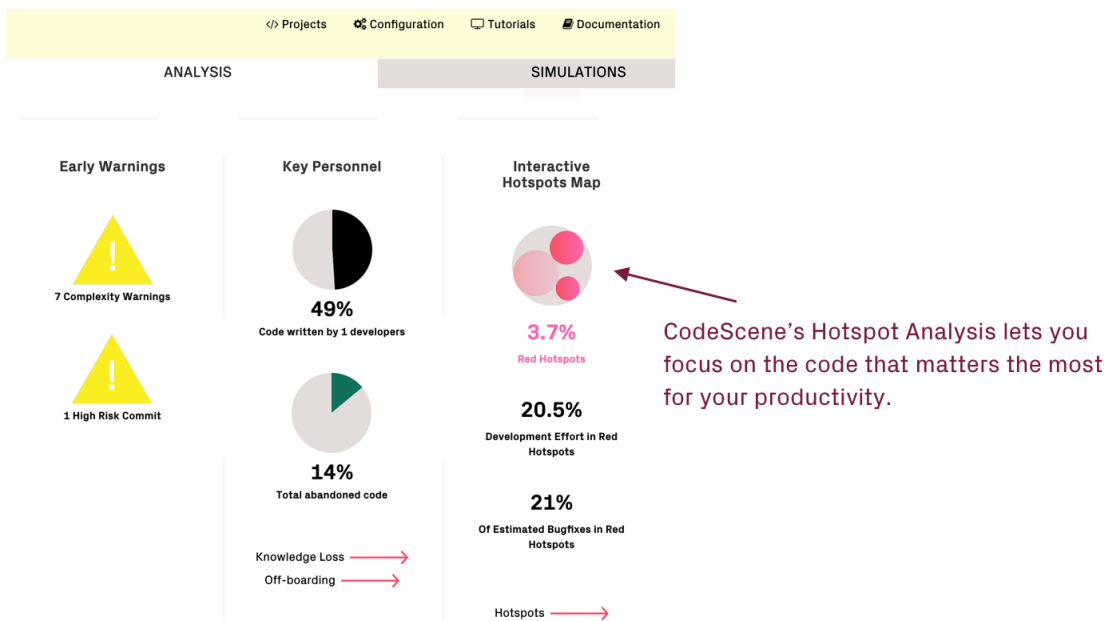 </> Projects
Configuration
Tutorials
Documentation
ANALYSIS
SIMULATIONS
Early Warnings
!
7 Complexity Warnings
!
1 High Risk Commit
Key Personnel
49%
Code written by 1 developers
14%
Total abandoned code
Knowledge Loss
Off-boarding
Interactive
Hotspots Map
3.7%
Red Hotspots
20.5%
Development Effort in Red
Hotspots
21%
Of Estimated Bugfixes in Red
Hotspots
Hotspots
CodeScene’s Hotspot Analysis lets you
focus on the code that matters the most
for your productivity.